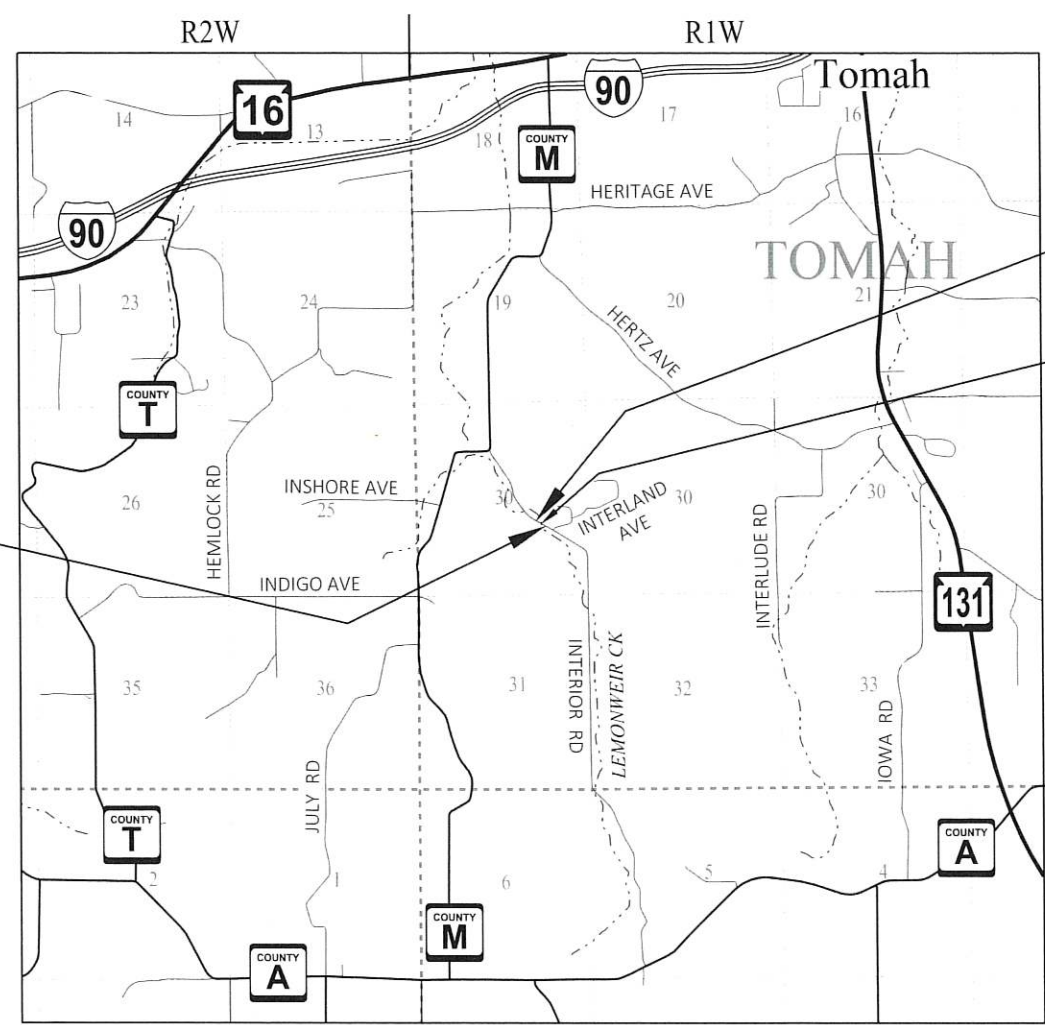 R2W
R1W
16
90
Tomah
14
13
18
COUNTY
M
17
16
HERITAGE AVE
90
TOMAH
23
24
19
20
21
HERTZ AVE
COUNTY
T
26
HEMLOCK RD
INSHORE AVE
25
30
INTERLAND
AVE
30
30
INTERLUDE RD
INDIGO AVE
131
35
36
31
INTERIOR RD
LEMONWEIR CK
32
33
IOWA RD
JULY RD
COUNTY
T
COUNTY
A
2
1
6
5
4
COUNTY
M
COUNTY
A